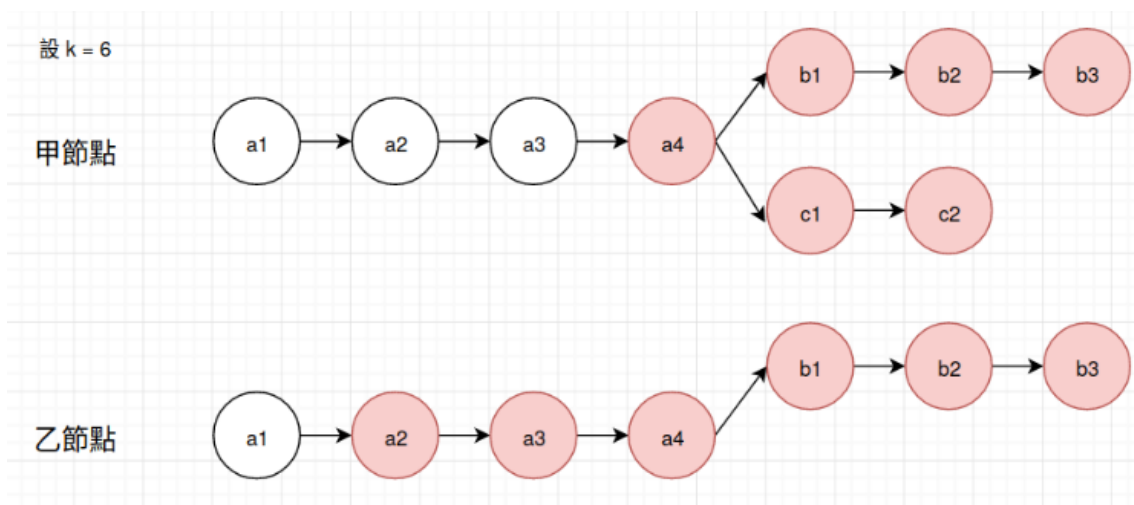 設 k = 6
b1 b2 b3
甲節點 a1 a2 a3 a4
c1 c2
b1 b2 b3
乙節點 a1 a2 a3 a4